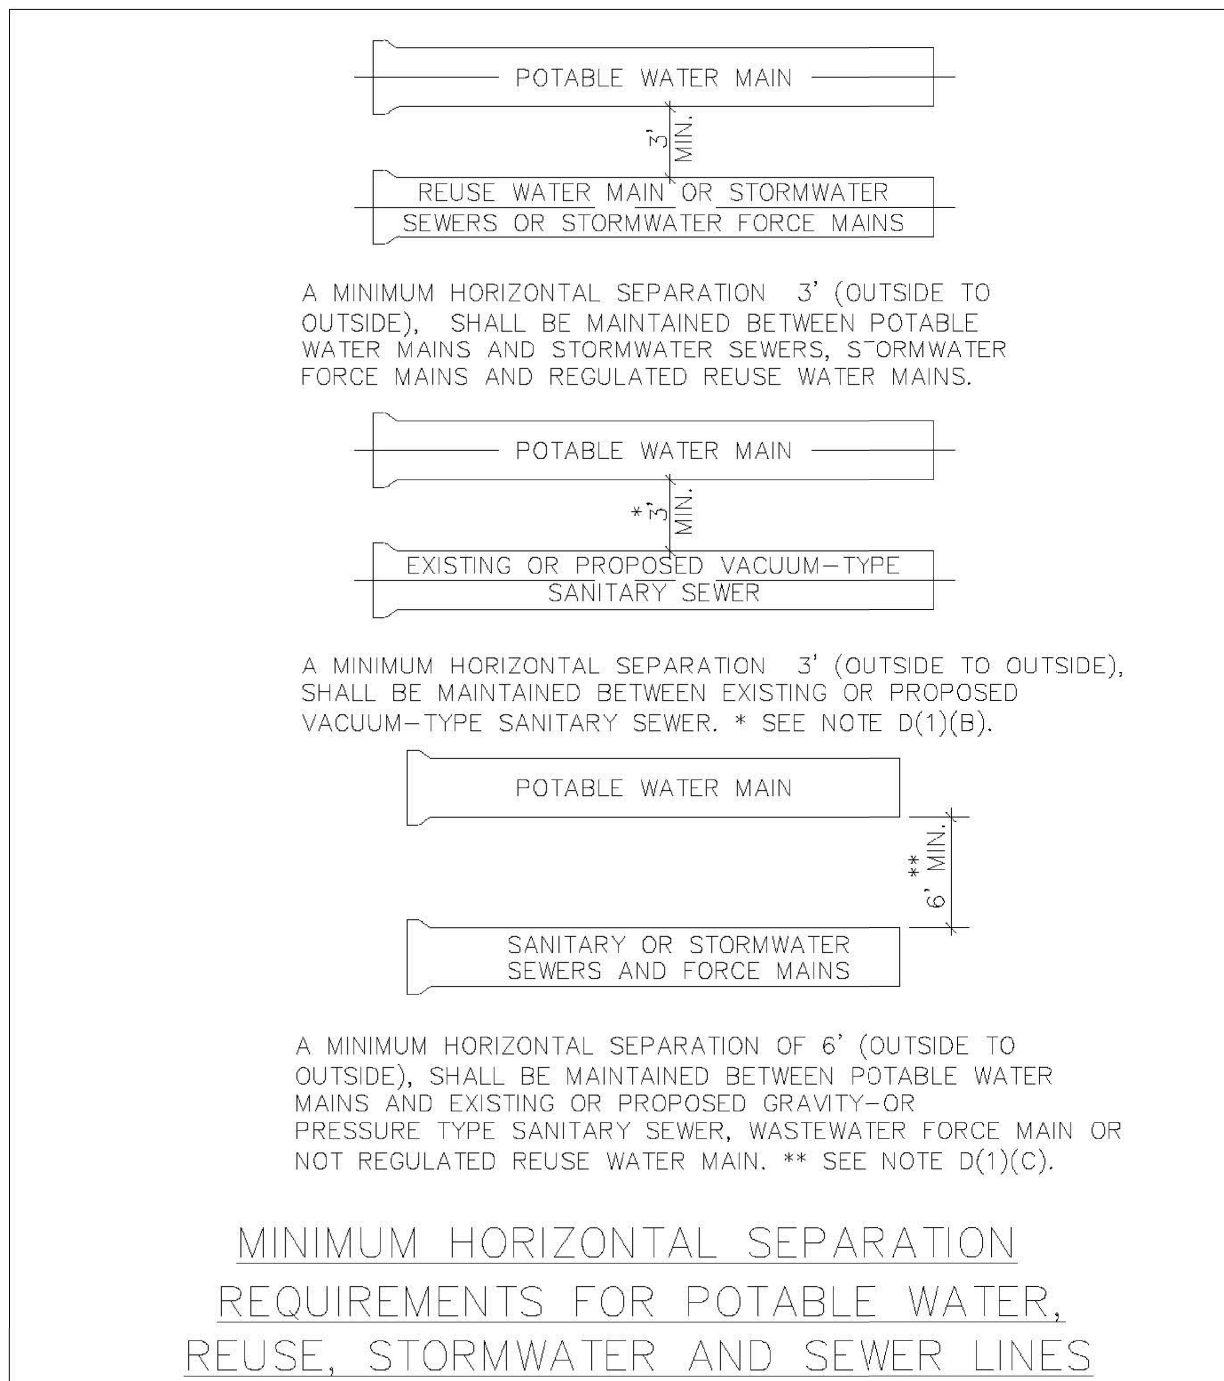 POTABLE WATER MAIN
3'
MIN.
REUSE WATER MAIN OR STORMWATER
SEWERS OR STORMWATER FORCE MAINS
A MINIMUM HORIZONTAL SEPARATION 3' (OUTSIDE TO
OUTSIDE), SHALL BE MAINTAINED BETWEEN POTABLE
WATER MAINS AND STORMWATER SEWERS, STORMWATER
FORCE MAINS AND REGULATED REUSE WATER MAINS.
POTABLE WATER MAIN
* 3'
MIN.
EXISTING OR PROPOSED VACUUM-TYPE
SANITARY SEWER
A MINIMUM HORIZONTAL SEPARATION 3' (OUTSIDE TO OUTSIDE),
SHALL BE MAINTAINED BETWEEN EXISTING OR PROPOSED
VACUUM-TYPE SANITARY SEWER. * SEE NOTE D(1)(B).
POTABLE WATER MAIN
**
6' MIN.
SANITARY OR STORMWATER
SEWERS AND FORCE MAINS
A MINIMUM HORIZONTAL SEPARATION OF 6' (OUTSIDE TO
OUTSIDE), SHALL BE MAINTAINED BETWEEN POTABLE WATER
MAINS AND EXISTING OR PROPOSED GRAVITY-OR
PRESSURE TYPE SANITARY SEWER, WASTEWATER FORCE MAIN OR
NOT REGULATED REUSE WATER MAIN. ** SEE NOTE D(1)(C).
MINIMUM HORIZONTAL SEPARATION
REQUIREMENTS FOR POTABLE WATER,
REUSE, STORMWATER AND SEWER LINES